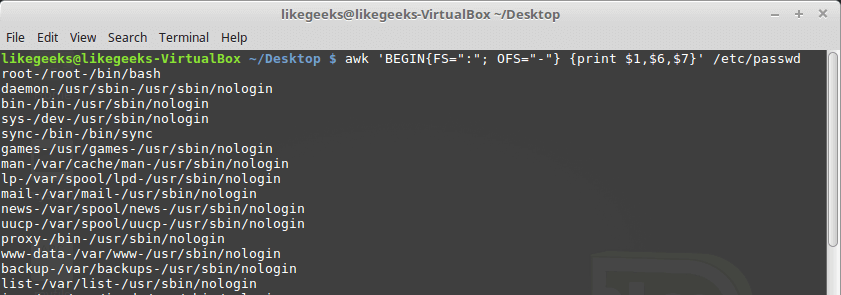 likegeeks@likegeeks-VirtualBox ~/Desktop
File Edit View Search Terminal Help
likegeeks@likegeeks-VirtualBox ~/Desktop $ awk 'BEGIN{FS=":"; OFS="-"} {print $1,$6,$7}' /etc/passwd
root-/root-/bin/bash
daemon-/usr/sbin-/usr/sbin/nologin
bin-/bin-/usr/sbin/nologin
sys-/dev-/usr/sbin/nologin
sync-/bin-/bin/sync
games-/usr/games-/usr/sbin/nologin
man-/var/cache/man-/usr/sbin/nologin
lp-/var/spool/lpd-/usr/sbin/nologin
mail-/var/mail-/usr/sbin/nologin
news-/var/spool/news-/usr/sbin/nologin
uucp-/var/spool/uucp-/usr/sbin/nologin
proxy-/bin-/usr/sbin/nologin
www-data-/var/www-/usr/sbin/nologin
backup-/var/backups-/usr/sbin/nologin
list-/var/list-/usr/sbin/nologin